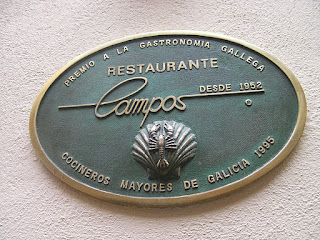 PREMIO A LA GASTRONOMIA GALLEGA
RESTAURANTE
Campos
DESDE 1952
COCINEROS MAYORES DE GALICIA 1995